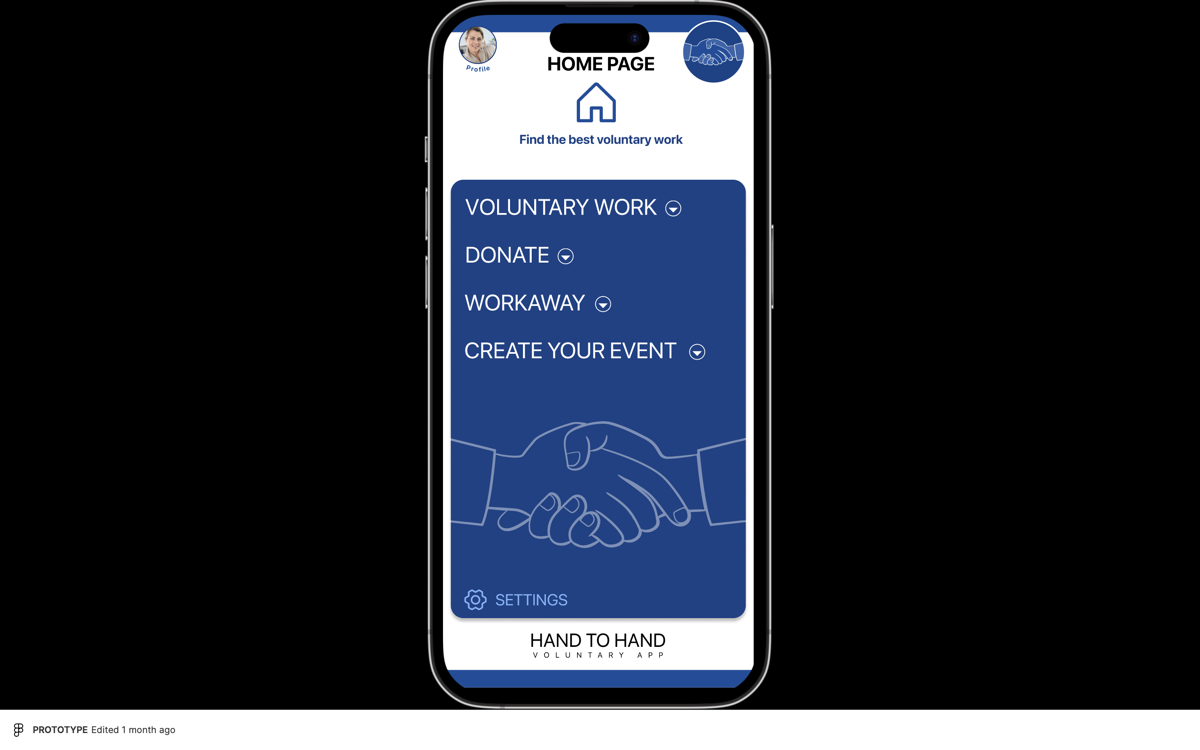 Profile
HOME PAGE
Find the best voluntary work
VOLUNTARY WORK
DONATE
WORKAWAY
CREATE YOUR EVENT
SETTINGS
HAND TO HAND
VOLUNTARY APP
PROTOTYPE Edited 1 month ago